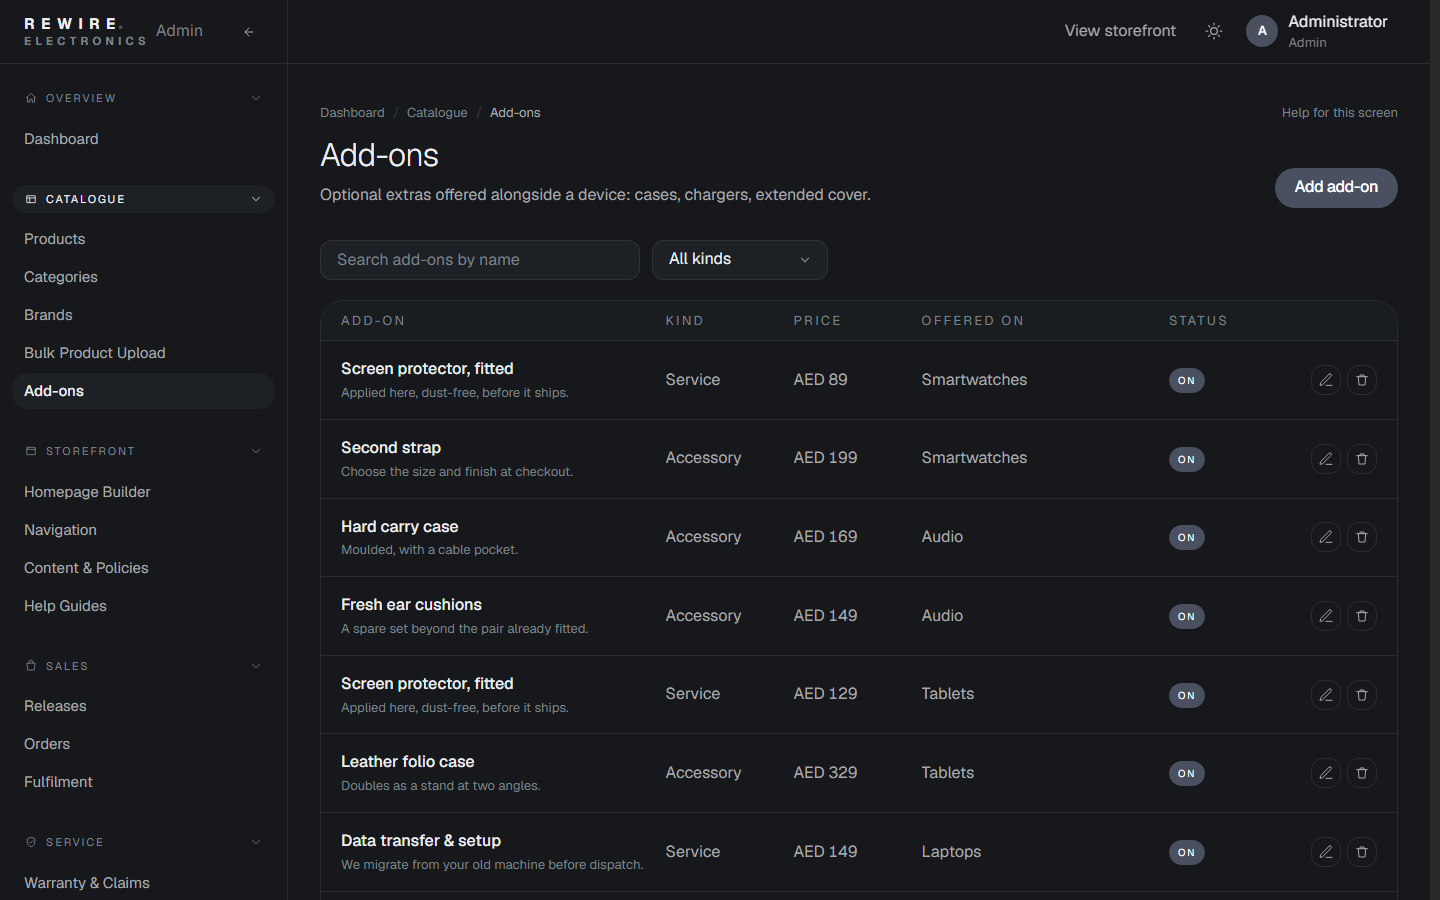 REWIRE.
ELECTRONICS
Admin
View storefront
A
Administrator
Admin
OVERVIEW
Dashboard
CATALOGUE
Products
Categories
Brands
Bulk Product Upload
Add-ons
STOREFRONT
Homepage Builder
Navigation
Content & Policies
Help Guides
SALES
Releases
Orders
Fulfilment
SERVICE
Warranty & Claims
Dashboard / Catalogue / Add-ons
Help for this screen
Add-ons
Optional extras offered alongside a device: cases, chargers, extended cover.
Add add-on
Search add-ons by name
All kinds
ADD-ON KIND PRICE OFFERED ON STATUS
Screen protector, fitted
Applied here, dust-free, before it ships.
Service AED 89 Smartwatches ON
Second strap
Choose the size and finish at checkout.
Accessory AED 199 Smartwatches ON
Hard carry case
Moulded, with a cable pocket.
Accessory AED 169 Audio ON
Fresh ear cushions
A spare set beyond the pair already fitted.
Accessory AED 149 Audio ON
Screen protector, fitted
Applied here, dust-free, before it ships.
Service AED 129 Tablets ON
Leather folio case
Doubles as a stand at two angles.
Accessory AED 329 Tablets ON
Data transfer & setup
We migrate from your old machine before dispatch.
Service AED 149 Laptops ON